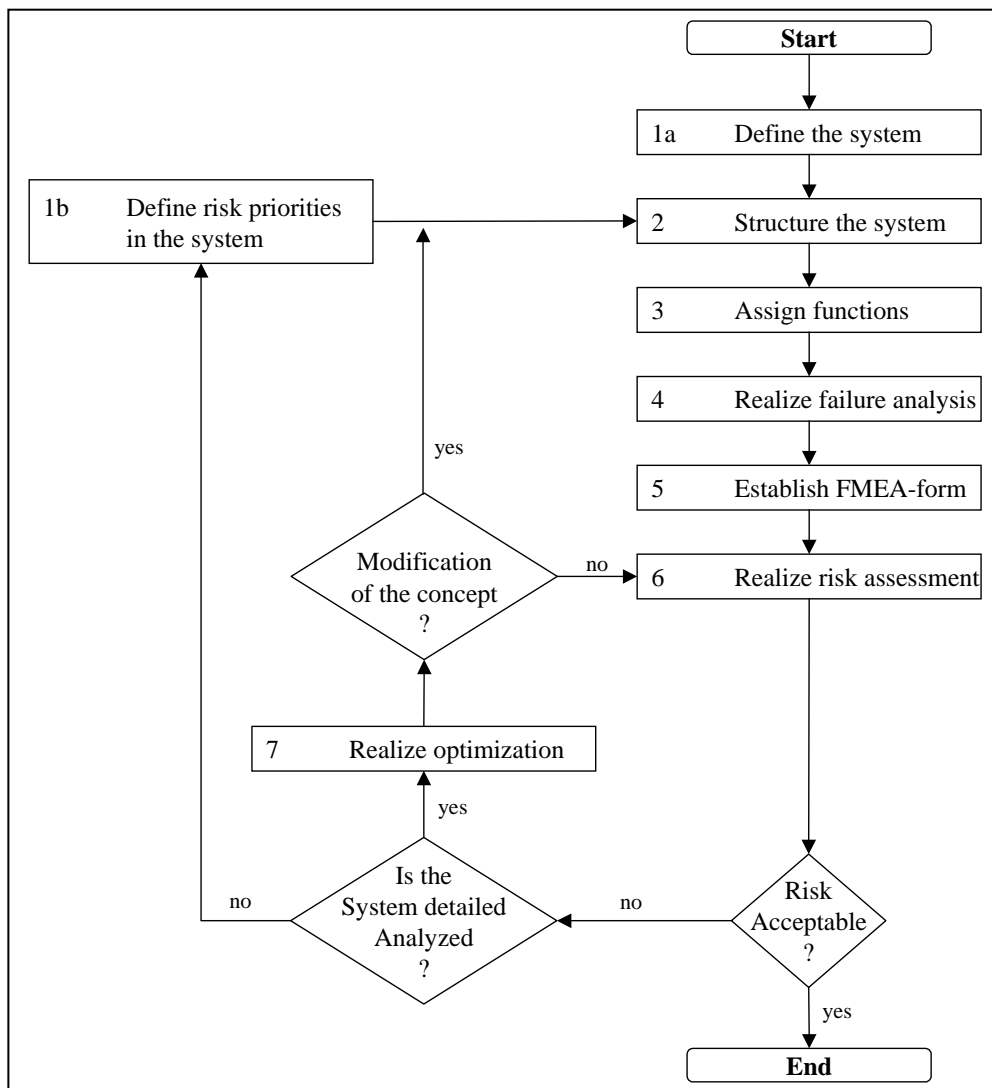 Start
1a Define the system
1b Define risk priorities
in the system
2 Structure the system
3 Assign functions
4 Realize failure analysis
yes
5 Establish FMEA-form
Modification
of the concept
?
no
6 Realize risk assessment
7 Realize optimization
yes
Is the
System detailed
Analyzed
?
no
no
Risk
Acceptable
?
yes
End